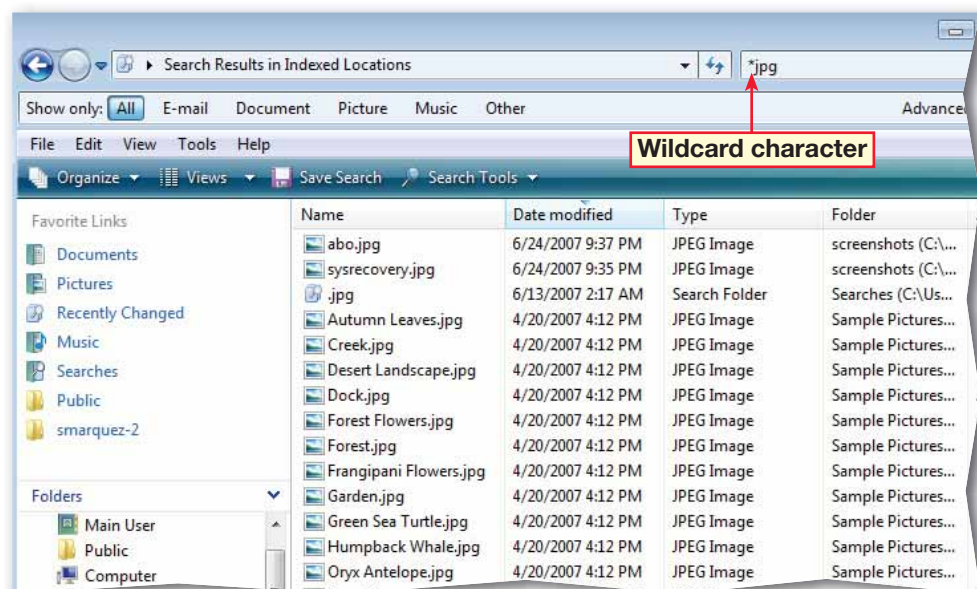 Search Results in Indexed Locations
*jpg
Show only: All E-mail Document Picture Music Other Advance
File Edit View Tools Help
Wildcard character
Organize Views Save Search Search Tools
Favorite Links
Documents
Pictures
Recently Changed
Music
Searches
Public
smarquez-2
Folders
Main User
Public
Computer
Name Date modified Type Folder
abo.jpg 6/24/2007 9:37 PM JPEG Image screenshots (C:\...
sysrecovery.jpg 6/24/2007 9:35 PM JPEG Image screenshots (C:\...
.jpg 6/13/2007 2:17 AM Search Folder Searches (C:\Us...
Autumn Leaves.jpg 4/20/2007 4:12 PM JPEG Image Sample Pictures...
Creek.jpg 4/20/2007 4:12 PM JPEG Image Sample Pictures...
Desert Landscape.jpg 4/20/2007 4:12 PM JPEG Image Sample Pictures...
Dock.jpg 4/20/2007 4:12 PM JPEG Image Sample Pictures...
Forest Flowers.jpg 4/20/2007 4:12 PM JPEG Image Sample Pictures...
Forest.jpg 4/20/2007 4:12 PM JPEG Image Sample Pictures...
Frangipani Flowers.jpg 4/20/2007 4:12 PM JPEG Image Sample Pictures...
Garden.jpg 4/20/2007 4:12 PM JPEG Image Sample Pictures...
Green Sea Turtle.jpg 4/20/2007 4:12 PM JPEG Image Sample Pictures...
Humpback Whale.jpg 4/20/2007 4:12 PM JPEG Image Sample Pictures...
Oryx Antelope.jpg 4/20/2007 4:12 PM JPEG Image Sample Pictures...